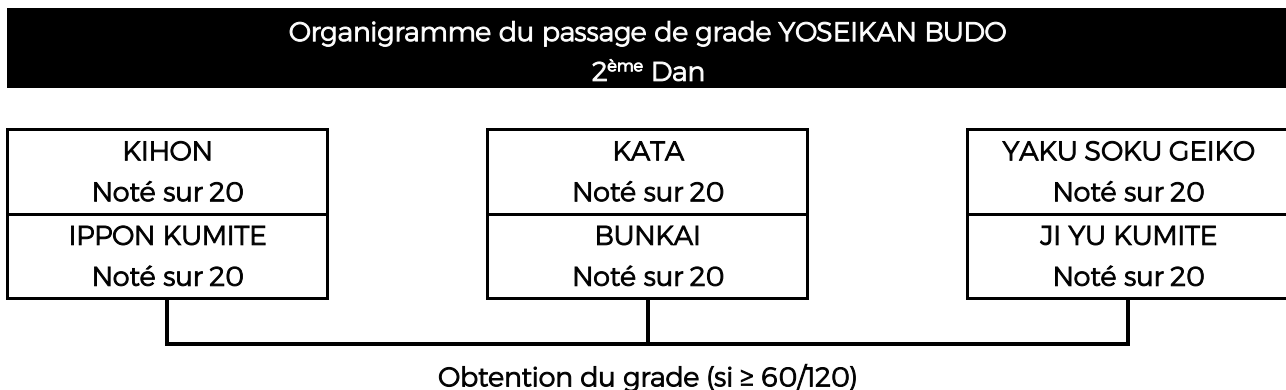 Organigramme du passage de grade YOSEIKAN BUDO
2ème Dan
KIHON
Noté sur 20
IPPON KUMITE
Noté sur 20
KATA
Noté sur 20
BUNKAI
Noté sur 20
YAKU SOKU GEIKO
Noté sur 20
JI YU KUMITE
Noté sur 20
Obtention du grade (si ≥ 60/120)